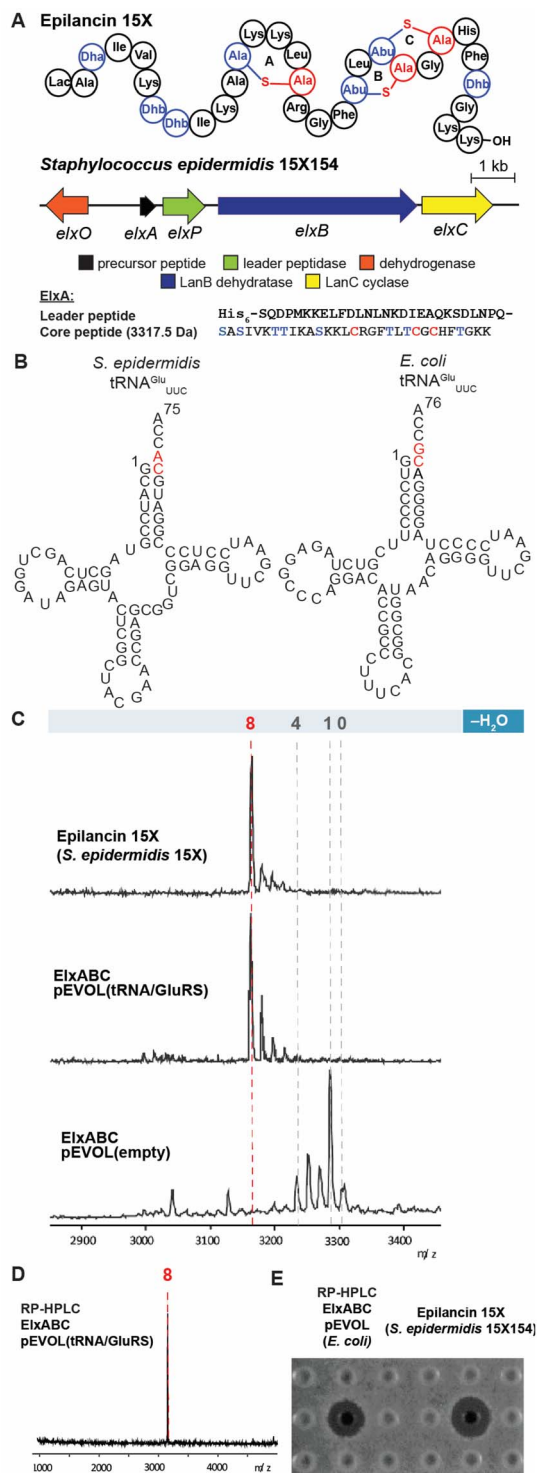 A
Epilancin 15X
Lac Ala Dha Ile Val Lys Dhb Dhb Ile Lys Ala Ala Lys Lys Leu Ala Arg Gly Phe Abu Leu Abu Ala Gly Ala His Phe Dhb Gly Lys Lys -OH
A B C
S S S
Staphylococcus epidermidis 15X154
1 kb
elxO elxA elxP elxB elxC
precursor peptide leader peptidase dehydrogenase
LanB dehydratase LanC cyclase
ElxA:
Leader peptide His6-SQDPMKKELFDLNLNKDIEAQKSDLNPQ-
Core peptide (3317.5 Da) SASIVKTTIKASKKLCRGFTLTCGCHFTGKK
B
S. epidermidis
tRNAGlu UUC
75
1
E. coli
tRNAGlu UUC
76
1
C
8 4 1 0 –H2O
Epilancin 15X
(S. epidermidis 15X)
ElxABC
pEVOL(tRNA/GluRS)
ElxABC
pEVOL(empty)
2900 3000 3100 3200 3300 3400
m/z
D
8
RP-HPLC
ElxABC
pEVOL(tRNA/GluRS)
1000 2000 3000 4000
m/z
E
RP-HPLC
ElxABC
pEVOL
(E. coli)
Epilancin 15X
(S. epidermidis 15X154)